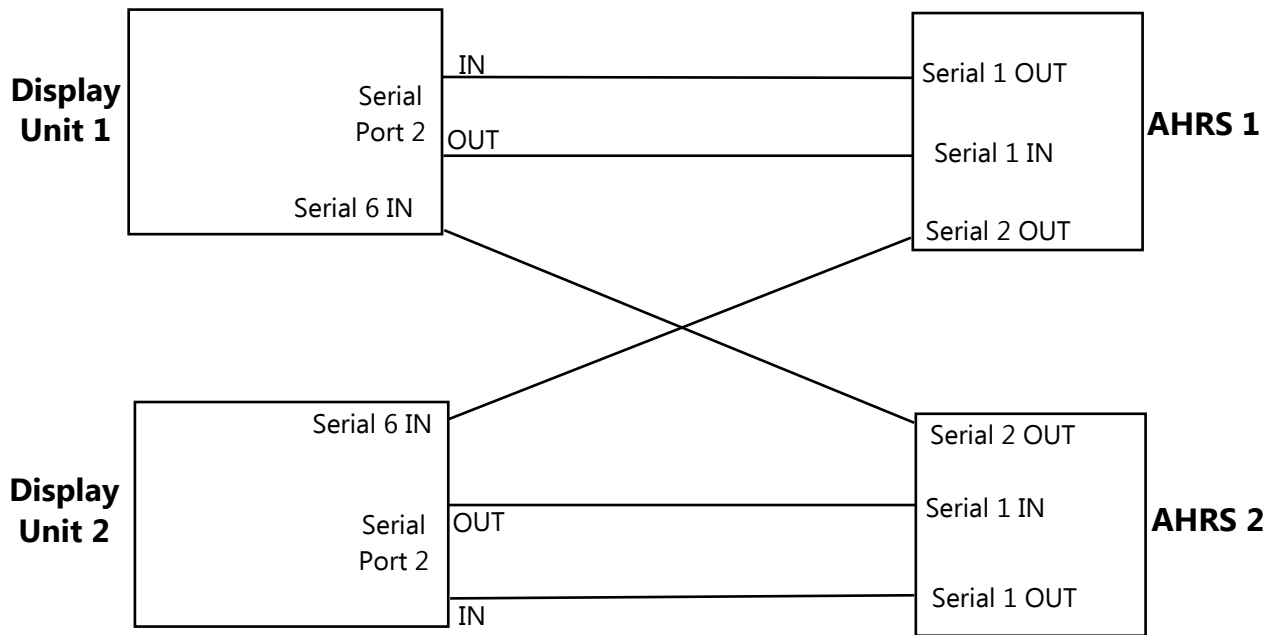 Display
Unit 1
IN
Serial
Port 2
OUT
Serial 6 IN
Serial 1 OUT
Serial 1 IN
Serial 2 OUT
AHRS 1
Display
Unit 2
Serial 6 IN
Serial
Port 2
OUT
IN
Serial 2 OUT
Serial 1 IN
Serial 1 OUT
AHRS 2